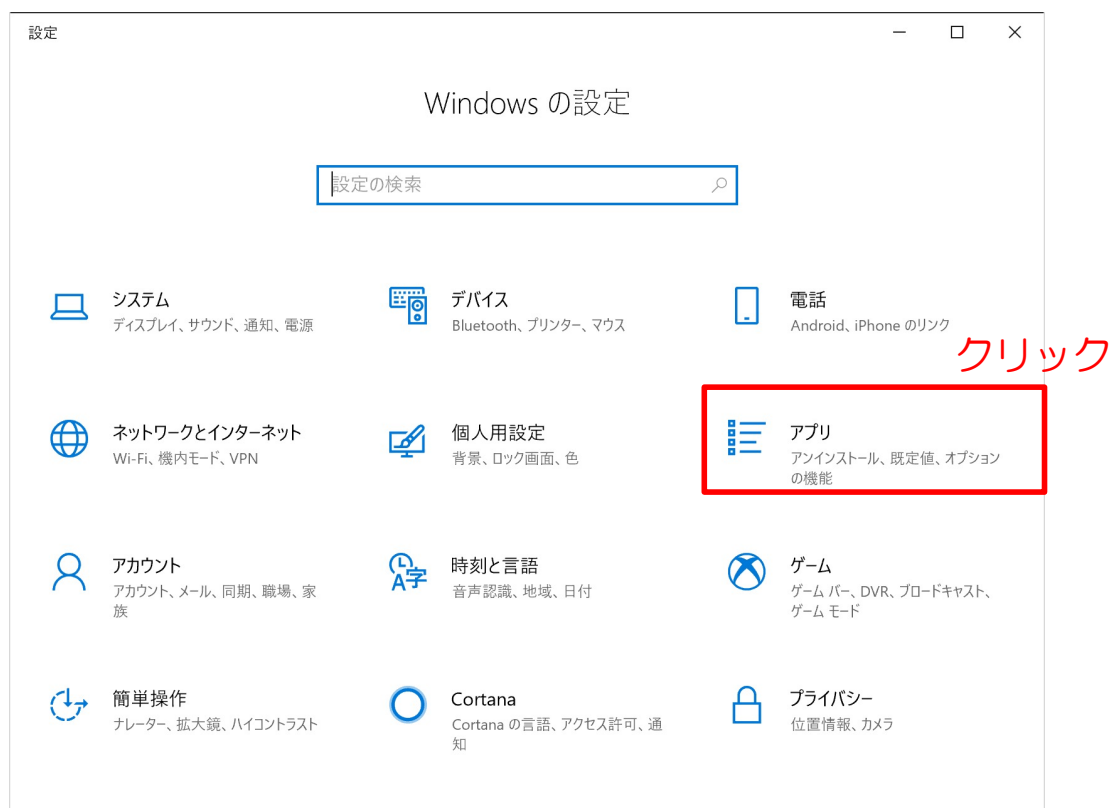 設定
Windows の設定
設定の検索
システム
ディスプレイ、サウンド、通知、電源
デバイス
Bluetooth、プリンター、マウス
電話
Android、iPhone のリンク
クリック
ネットワークとインターネット
Wi-Fi、機内モード、VPN
個人用設定
背景、ロック画面、色
アプリ
アンインストール、既定値、オプション
の機能
アカウント
アカウント、メール、同期、職場、家
族
時刻と言語
音声認識、地域、日付
ゲーム
ゲーム バー、DVR、ブロードキャスト、
ゲーム モード
簡単操作
ナレーター、拡大鏡、ハイコントラスト
Cortana
Cortana の言語、アクセス許可、通
知
プライバシー
位置情報、カメラ